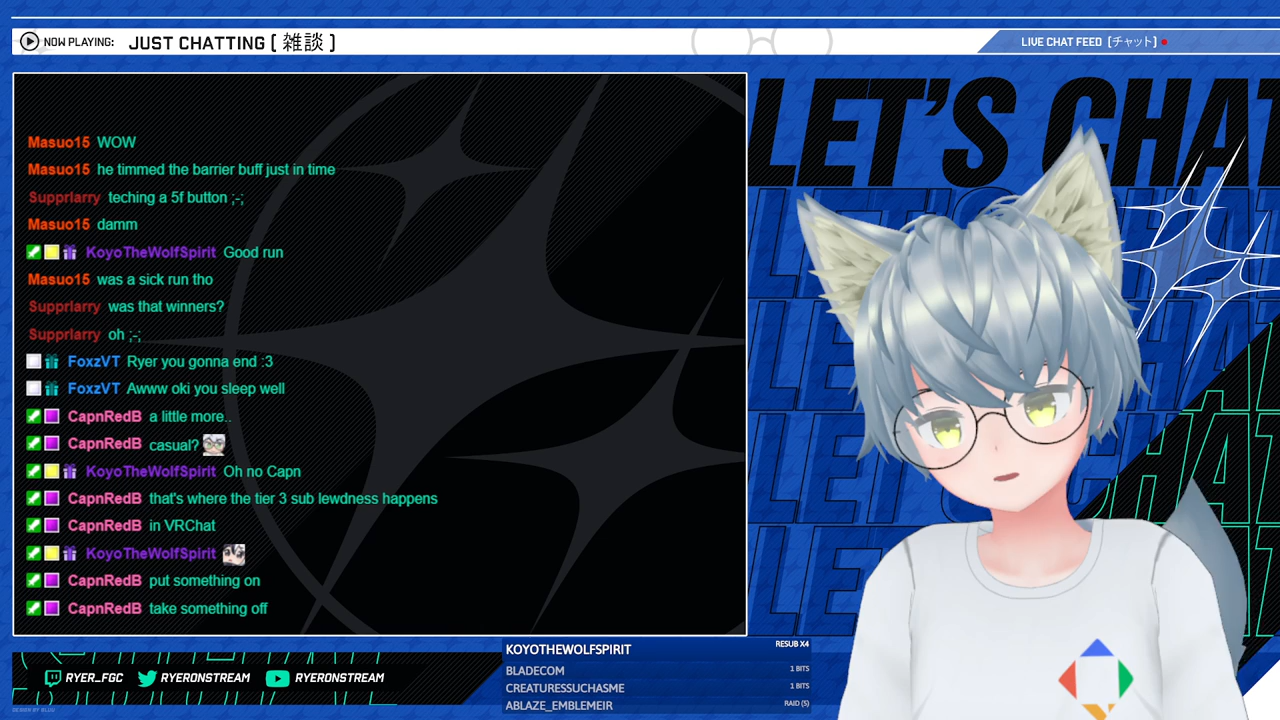 NOW PLAYING: JUST CHATTING [ 雑談 ]
LIVE CHAT FEED [チャット]
LET'S CHAT
Masuo15 WOW
Masuo15 he timmed the barrier buff just in time
Supprlarry teching a 5f button ;-;
Masuo15 damm
KoyoTheWolfSpirit Good run
Masuo15 was a sick run tho
Supprlarry was that winners?
Supprlarry oh ;-;
FoxzVT Ryer you gonna end :3
FoxzVT Awww oki you sleep well
CapnRedB a little more..
CapnRedB casual?
KoyoTheWolfSpirit Oh no Capn
CapnRedB that's where the tier 3 sub lewdness happens
CapnRedB in VRChat
KoyoTheWolfSpirit
CapnRedB put something on
CapnRedB take something off
KOYOTHEWOLFSPIRIT RESUB X4
BLADECOM 1 BITS
CREATURESSUCHASME 1 BITS
ABLAZE_EMBLEMEIR RAID (5)
RYER_FGC RYERONSTREAM RYERONSTREAM